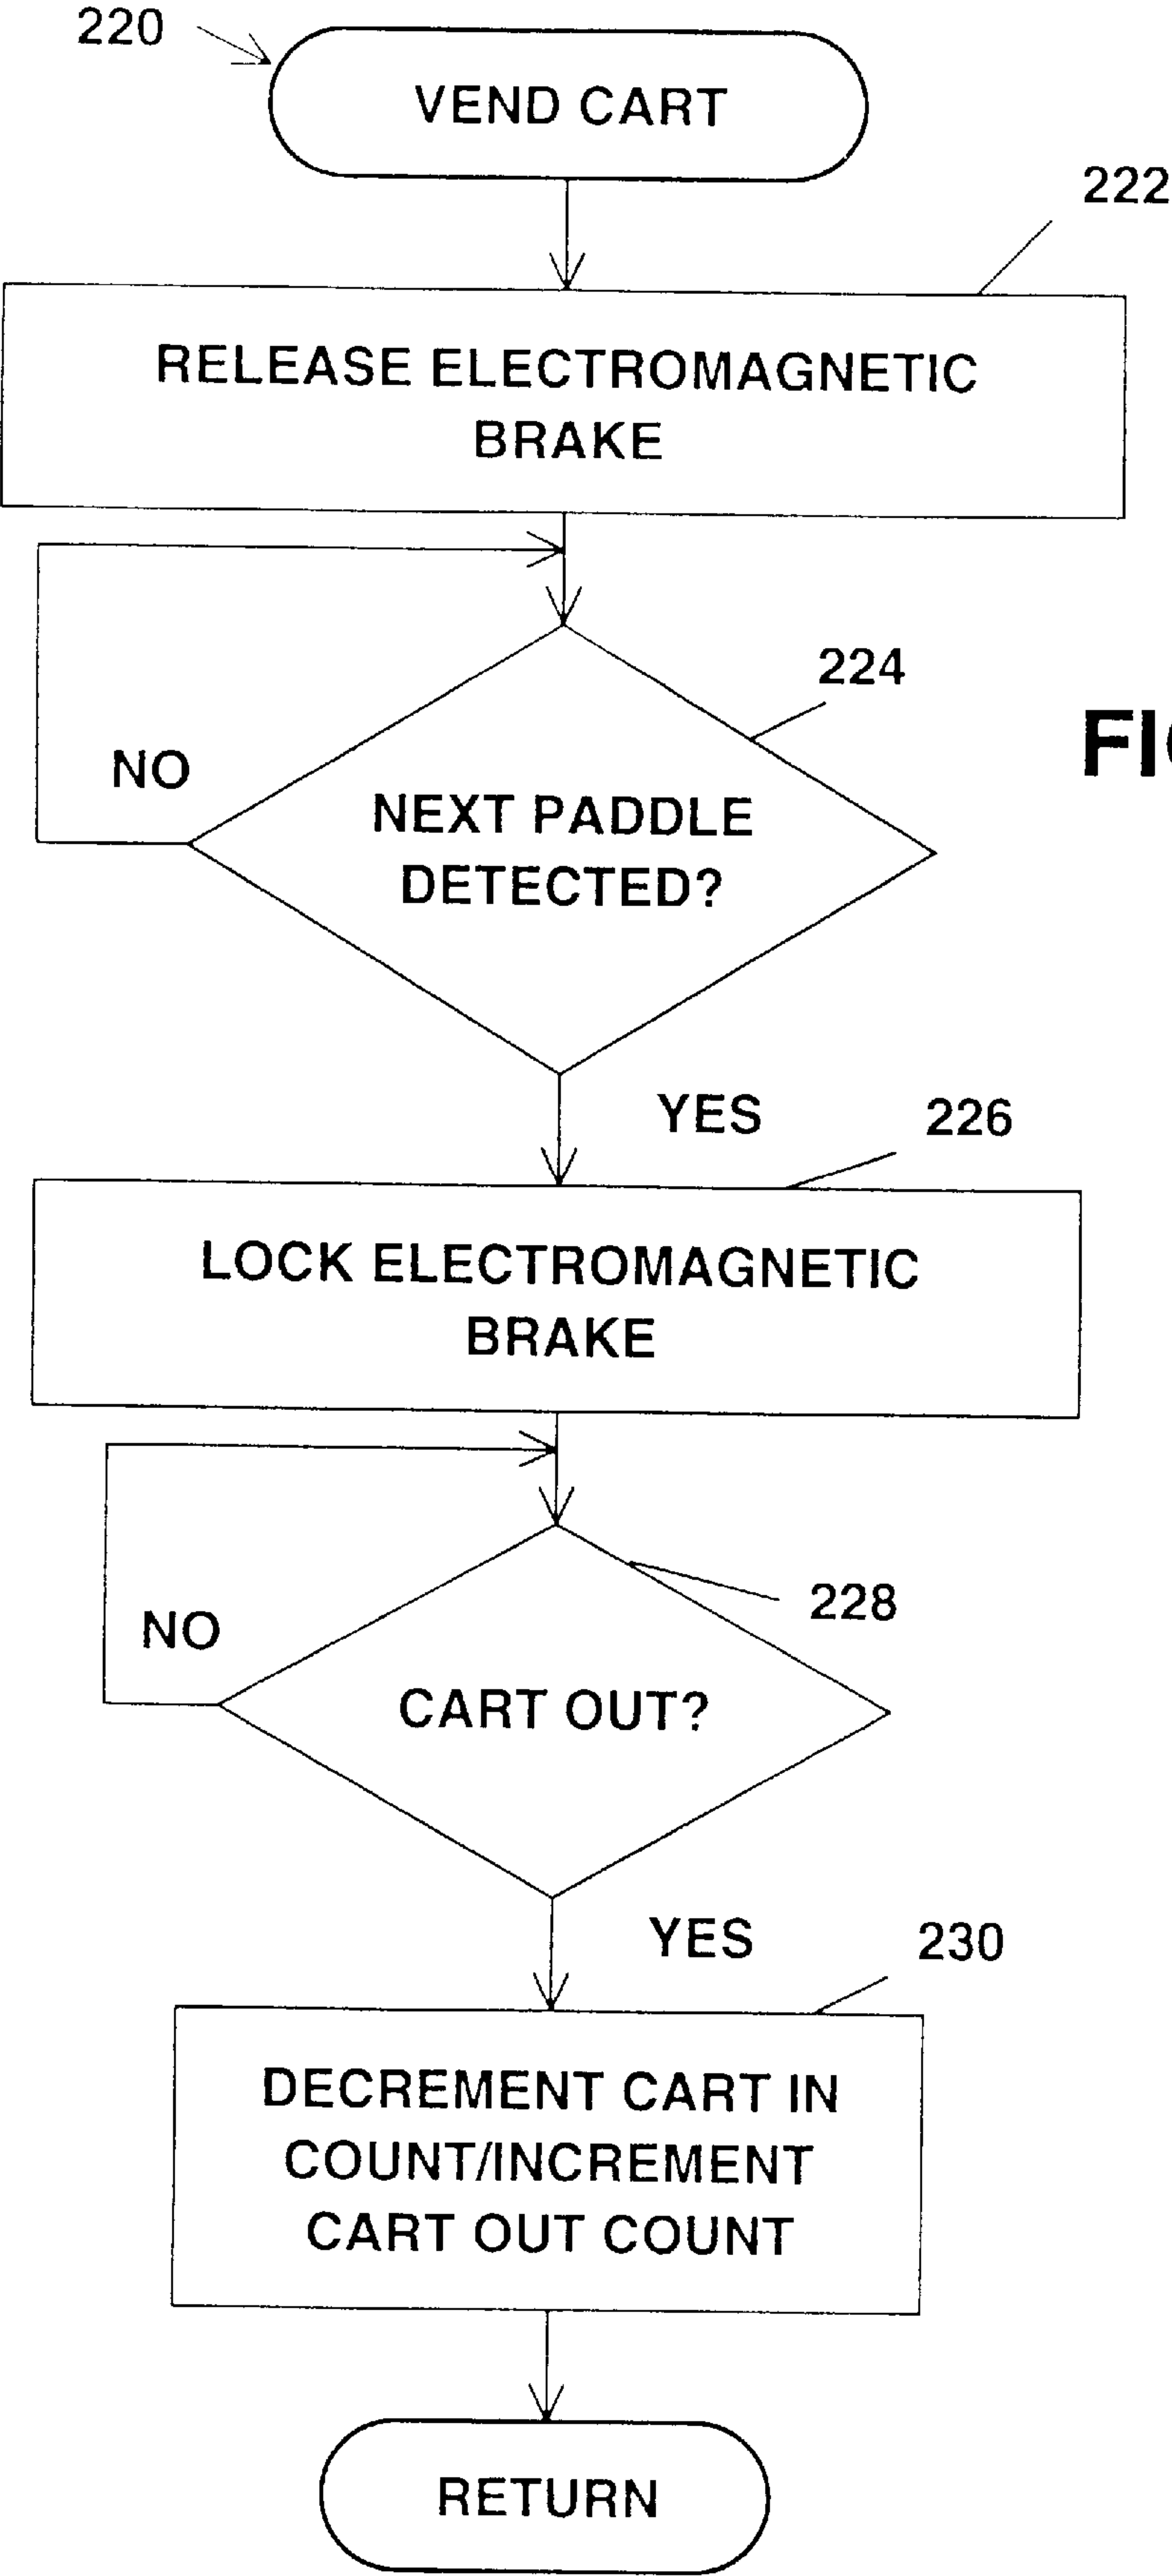 220
VEND CART
222
RELEASE ELECTROMAGNETIC
BRAKE
224
NO
NEXT PADDLE
DETECTED?
YES
226
LOCK ELECTROMAGNETIC
BRAKE
228
NO
CART OUT?
YES
230
DECREMENT CART IN
COUNT/INCREMENT
CART OUT COUNT
RETURN